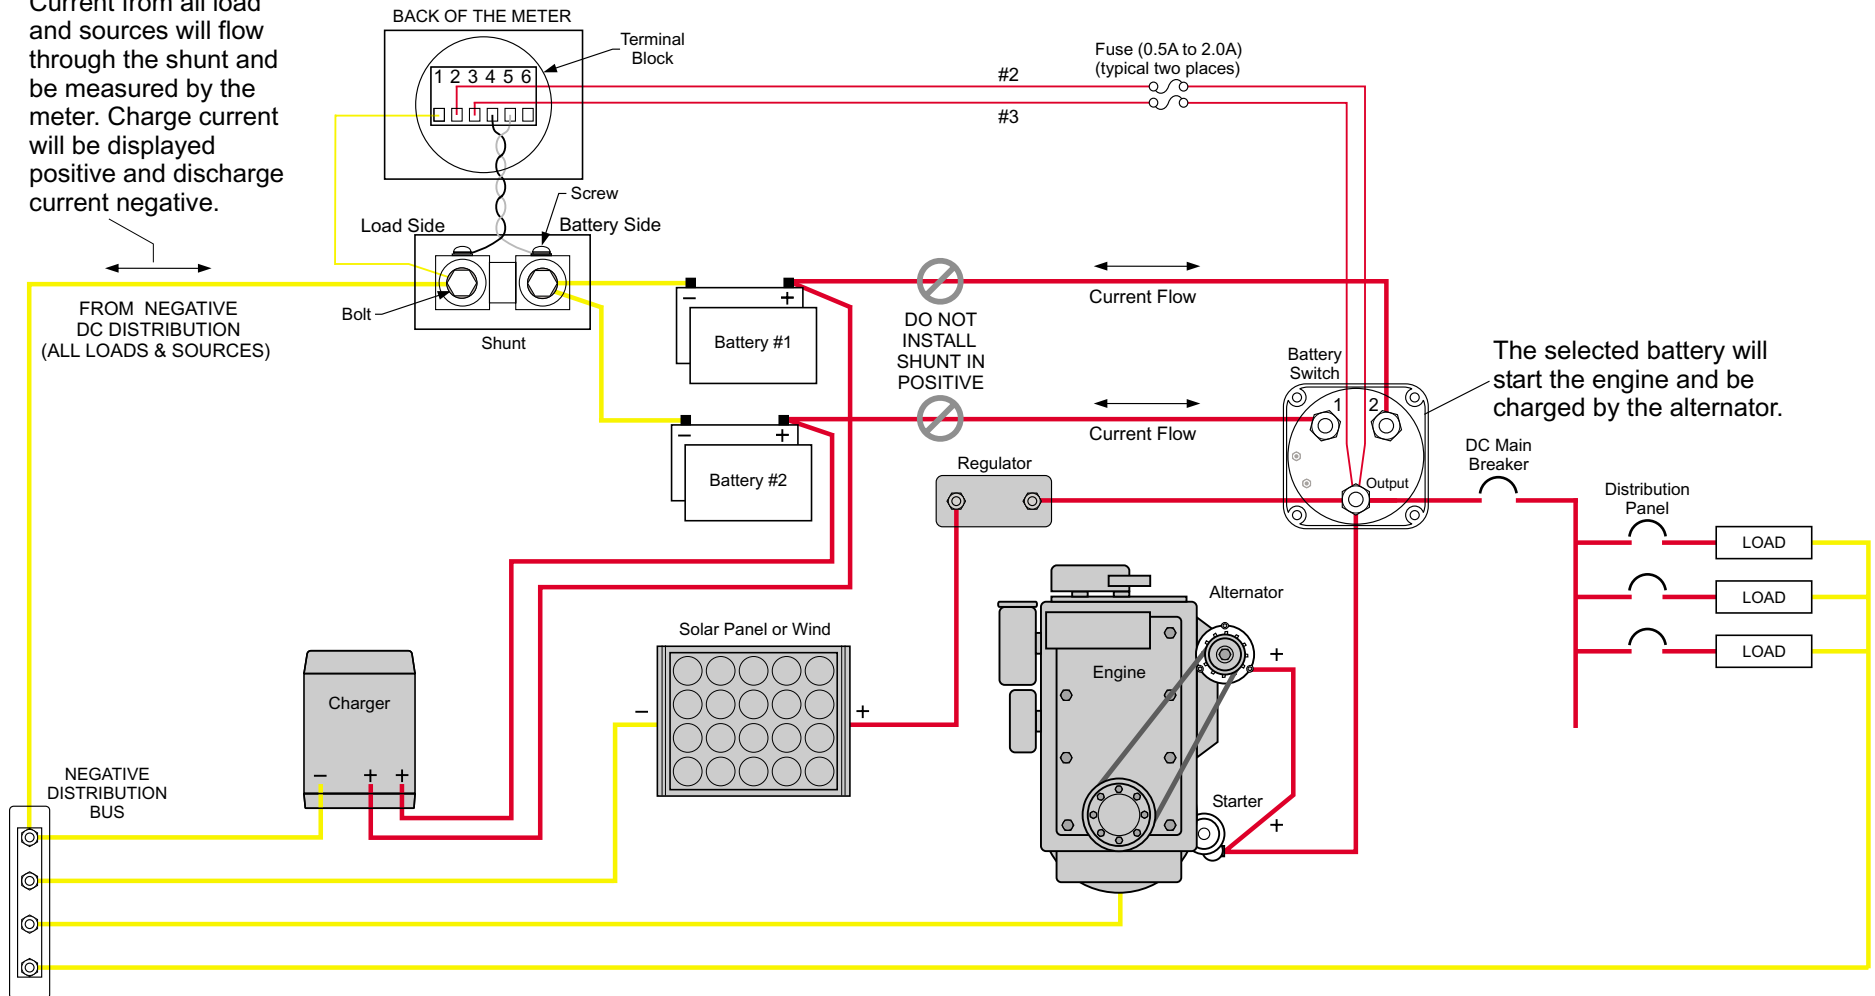 Current from all load
and sources will flow
through the shunt and
be measured by the
meter. Charge current
will be displayed
positive and discharge
current negative.
BACK OF THE METER
Terminal
Block
1 2 3 4 5 6
#2
#3
Fuse (0.5A to 2.0A)
(typical two places)
Screw
Load Side
Battery Side
Bolt
Shunt
FROM NEGATIVE
DC DISTRIBUTION
(ALL LOADS & SOURCES)
− +
Battery #1
DO NOT
INSTALL
SHUNT IN
POSITIVE
Current Flow
− +
Battery #2
Current Flow
Battery
Switch
1 2
Output
The selected battery will
start the engine and be
charged by the alternator.
DC Main
Breaker
Distribution
Panel
LOAD
LOAD
LOAD
Regulator
Solar Panel or Wind
− +
Charger
− + +
Engine
Alternator
+
Starter
+
NEGATIVE
DISTRIBUTION
BUS